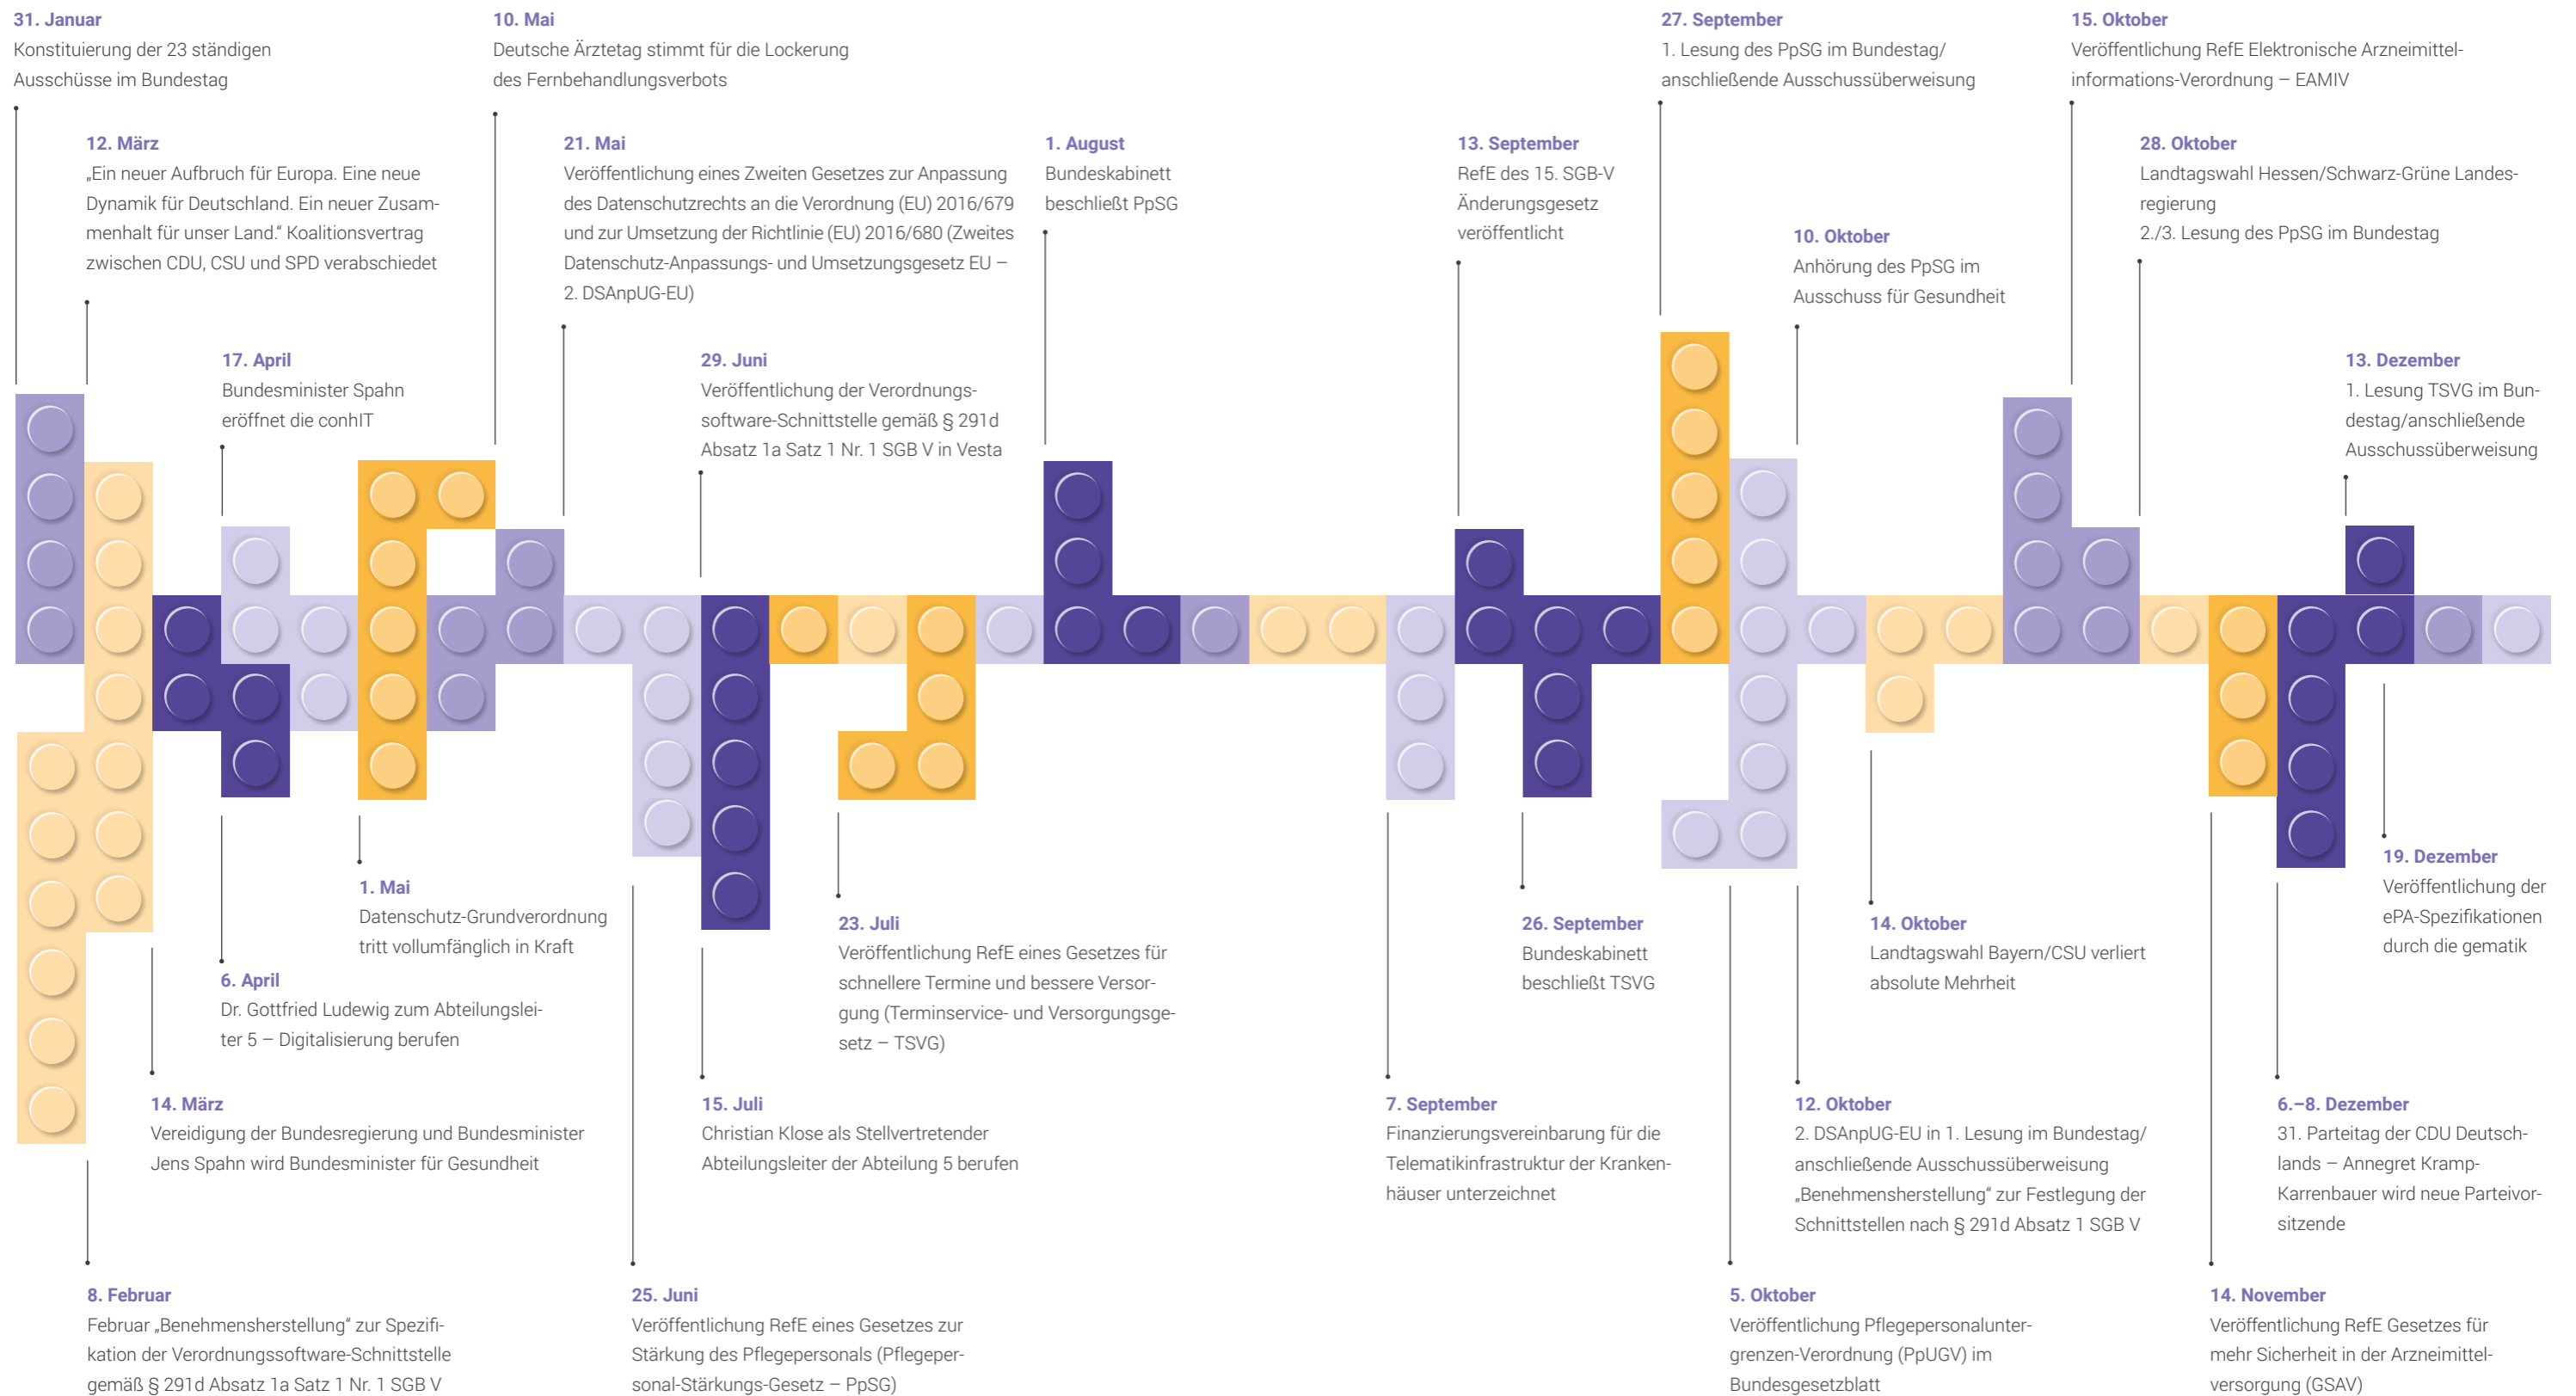 31. Januar
Konstituierung der 23 ständigen
Ausschüsse im Bundestag
10. Mai
Deutsche Ärztetag stimmt für die Lockerung
des Fernbehandlungsverbots
27. September
1. Lesung des PpSG im Bundestag/
anschließende Ausschussüberweisung
15. Oktober
Veröffentlichung RefE Elektronische Arzneimittel-
informations-Verordnung – EAMIV
12. März
„Ein neuer Aufbruch für Europa. Eine neue
Dynamik für Deutschland. Ein neuer Zusam-
menhalt für unser Land.“ Koalitionsvertrag
zwischen CDU, CSU und SPD verabschiedet
21. Mai
Veröffentlichung eines Zweiten Gesetzes zur Anpassung
des Datenschutzrechts an die Verordnung (EU) 2016/679
und zur Umsetzung der Richtlinie (EU) 2016/680 (Zweites
Datenschutz-Anpassungs- und Umsetzungsgesetz EU –
2. DSAnpUG-EU)
1. August
Bundeskabinett
beschließt PpSG
13. September
RefE des 15. SGB-V
Änderungsgesetz
veröffentlicht
10. Oktober
Anhörung des PpSG im
Ausschuss für Gesundheit
28. Oktober
Landtagswahl Hessen/Schwarz-Grüne Landes-
regierung
2./3. Lesung des PpSG im Bundestag
17. April
Bundesminister Spahn
eröffnet die conhIT
29. Juni
Veröffentlichung der Verordnungs-
software-Schnittstelle gemäß § 291d
Absatz 1a Satz 1 Nr. 1 SGB V in Vesta
13. Dezember
1. Lesung TSVG im Bun-
destag/anschließende
Ausschussüberweisung
1. Mai
Datenschutz-Grundverordnung
tritt vollumfänglich in Kraft
6. April
Dr. Gottfried Ludewig zum Abteilungslei-
ter 5 – Digitalisierung berufen
23. Juli
Veröffentlichung RefE eines Gesetzes für
schnellere Termine und bessere Versor-
gung (Terminservice- und Versorgungsge-
setz – TSVG)
26. September
Bundeskabinett
beschließt TSVG
14. Oktober
Landtagswahl Bayern/CSU verliert
absolute Mehrheit
19. Dezember
Veröffentlichung der
ePA-Spezifikationen
durch die gematik
14. März
Vereidigung der Bundesregierung und Bundesminister
Jens Spahn wird Bundesminister für Gesundheit
15. Juli
Christian Klose als Stellvertretender
Abteilungsleiter der Abteilung 5 berufen
7. September
Finanzierungsvereinbarung für die
Telematikinfrastruktur der Kranken-
häuser unterzeichnet
12. Oktober
2. DSAnpUG-EU in 1. Lesung im Bundestag/
anschließende Ausschussüberweisung
„Benehmensherstellung“ zur Festlegung der
Schnittstellen nach § 291d Absatz 1 SGB V
6.–8. Dezember
31. Parteitag der CDU Deutsch-
lands – Annegret Kramp-
Karrenbauer wird neue Parteivor-
sitzende
8. Februar
Februar „Benehmensherstellung“ zur Spezifi-
kation der Verordnungssoftware-Schnittstelle
gemäß § 291d Absatz 1a Satz 1 Nr. 1 SGB V
25. Juni
Veröffentlichung RefE eines Gesetzes zur
Stärkung des Pflegepersonals (Pflegeper-
sonal-Stärkungs-Gesetz – PpSG)
5. Oktober
Veröffentlichung Pflegepersonalunter-
grenzen-Verordnung (PpUGV) im
Bundesgesetzblatt
14. November
Veröffentlichung RefE Gesetzes für
mehr Sicherheit in der Arzneimittel-
versorgung (GSAV)